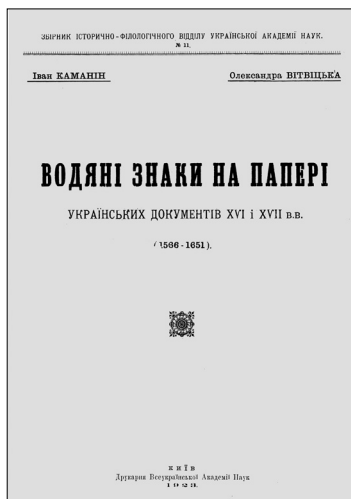 ЗБІРНИК ІСТОРИЧНО-ФІЛОЛОГІЧНОГО ВІДДІЛУ УКРАЇНСЬКОЇ АКАДЕМІЇ НАУК.
№ 11.
Іван КАМАНІН Олександра ВІТВІЦЬКА
ВОДЯНІ ЗНАКИ НА ПАПЕРІ
УКРАЇНСЬКИХ ДОКУМЕНТІВ XVI і XVII в.в.
(1566-1651).
КИЇВ
Друкарня Всеукраїнської Академії Наук
1923.